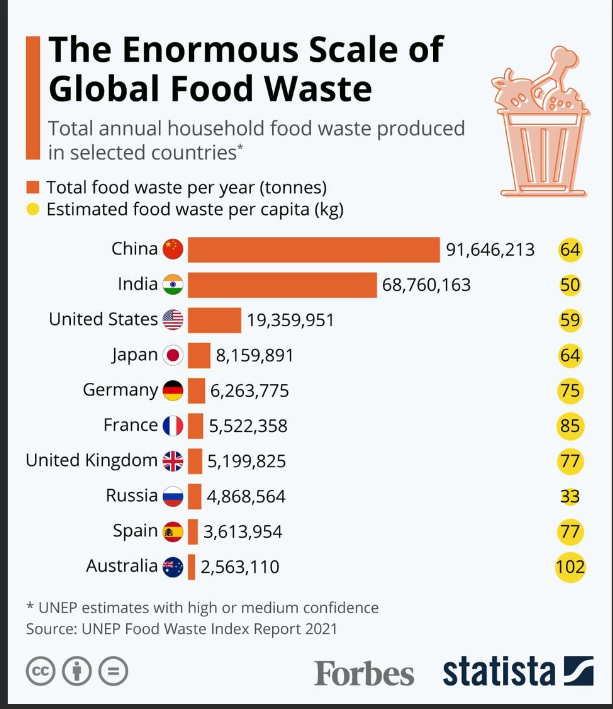 The Enormous Scale of
Global Food Waste
Total annual household food waste produced
in selected countries*
Total food waste per year (tonnes)
Estimated food waste per capita (kg)
China 91,646,213 64
India 68,760,163 50
United States 19,359,951 59
Japan 8,159,891 64
Germany 6,263,775 75
France 5,522,358 85
United Kingdom 5,199,825 77
Russia 4,868,564 33
Spain 3,613,954 77
Australia 2,563,110 102
* UNEP estimates with high or medium confidence
Source: UNEP Food Waste Index Report 2021
cc Forbes statista